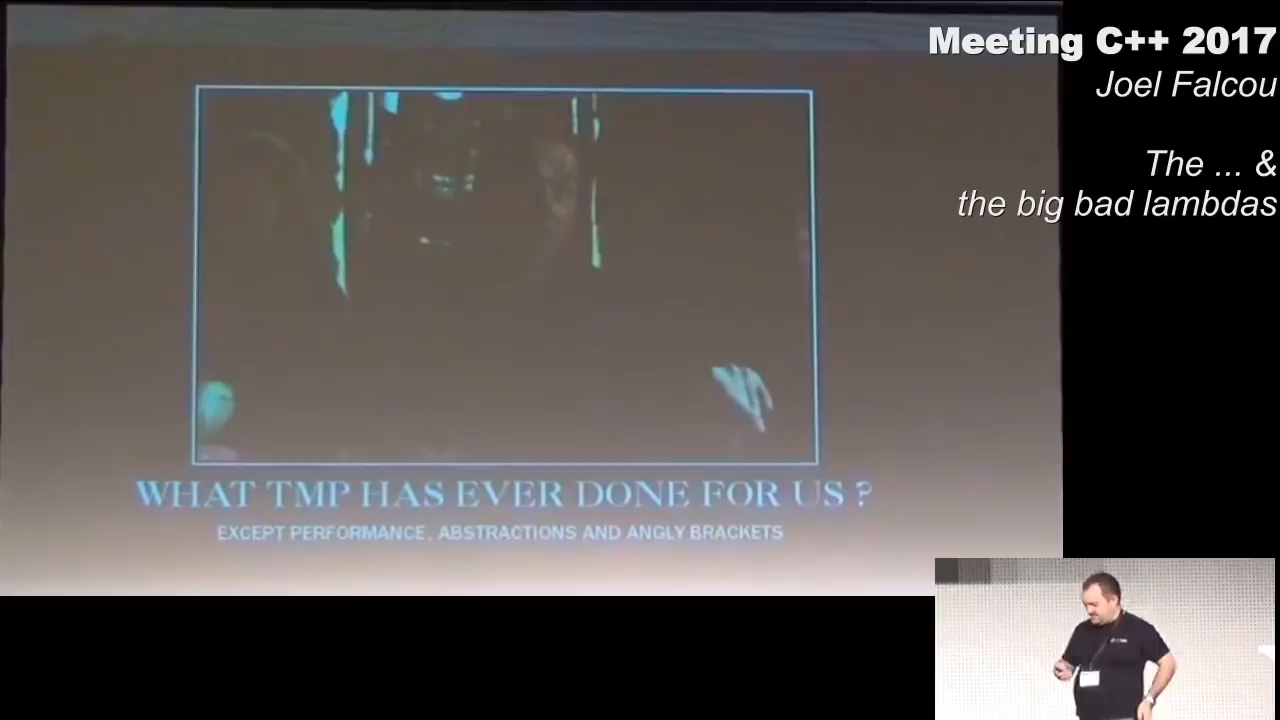 Meeting C++ 2017
Joel Falcou
The ... &
the big bad lambdas
WHAT TMP HAS EVER DONE FOR US ?
EXCEPT PERFORMANCE, ABSTRACTIONS AND ANGLY BRACKETS